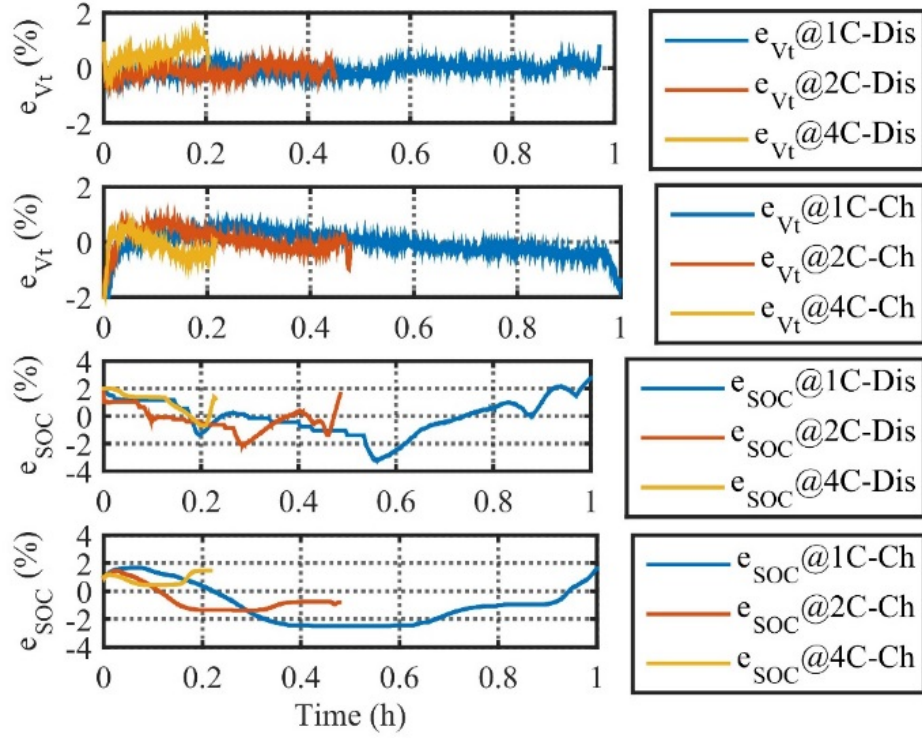 e_Vt (%)
2
0
-2
0
0.2
0.4
0.6
0.8
1
e_Vt@1C-Dis
e_Vt@2C-Dis
e_Vt@4C-Dis
e_Vt (%)
2
0
-2
0
0.2
0.4
0.6
0.8
1
e_Vt@1C-Ch
e_Vt@2C-Ch
e_Vt@4C-Ch
e_SOC (%)
4
2
0
-2
-4
0
0.2
0.4
0.6
0.8
1
e_SOC@1C-Dis
e_SOC@2C-Dis
e_SOC@4C-Dis
e_SOC (%)
4
2
0
-2
-4
0
0.2
0.4
0.6
0.8
1
Time (h)
e_SOC@1C-Ch
e_SOC@2C-Ch
e_SOC@4C-Ch